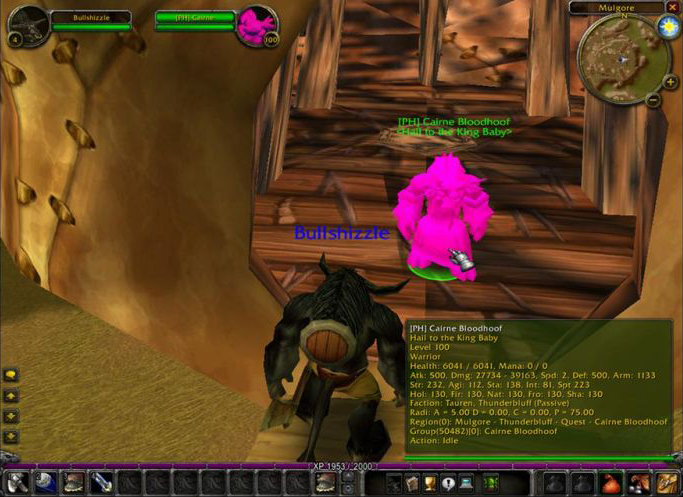 Bullshizzle
4
[PH] Cairne
100
Mulgore
N
[PH] Cairne Bloodhoof
<Hail to the King Baby>
Bullshizzle
[PH] Cairne Bloodhoof
Hail to the King Baby
Level 100
Warrior
Health: 6041 / 6041, Mana: 0 / 0
Atk: 500, Dmg: 27734 - 39163, Spd: 2, Def: 500, Arm: 1133
Str: 232, Agi: 112, Sta: 138, Int: 81, Spt 223
Hol: 130, Fir: 130, Nat: 130, Fro: 130, Sha: 130
Faction: Tauren, Thunderbluff (Passive)
Radi: A = 5.00 D = 0.00, C = 0.00, P = 75.00
Region(0): Mulgore - Thunderbluff - Quest - Cairne Bloodhoof
Group(50482)[0]: Cairne Bloodhoof
Action: Idle
XP 1953 / 2000